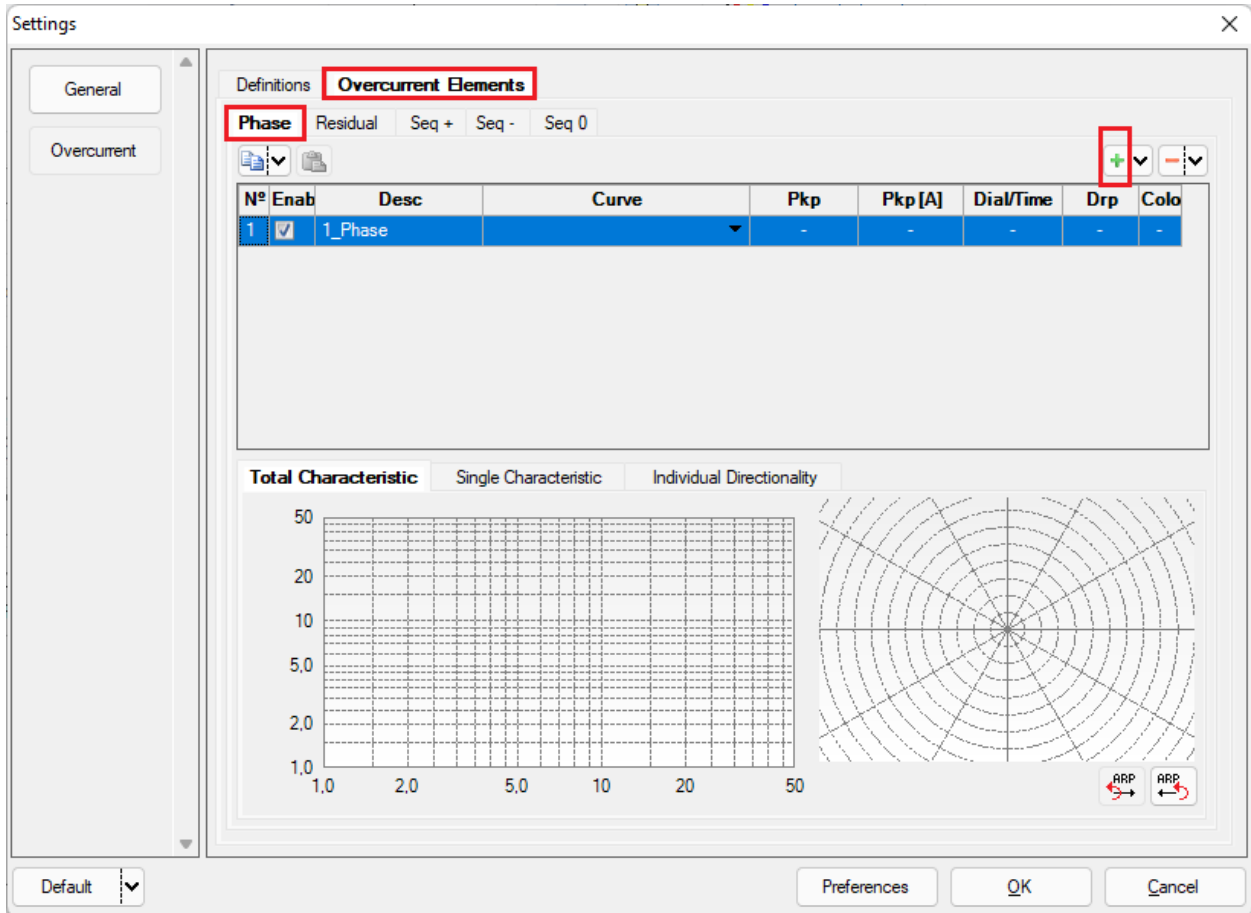 Settings
General
Overcurrent
Definitions Overcurrent Elements
Phase Residual Seq + Seq - Seq 0
Nº Enab Desc Curve Pkp Pkp [A] Dial/Time Drp Colo
1 1_Phase - - - - -
Total Characteristic Single Characteristic Individual Directionality
50
20
10
5,0
2,0
1,0
1,0 2,0 5,0 10 20 50
ARP ARP
Default Preferences OK Cancel